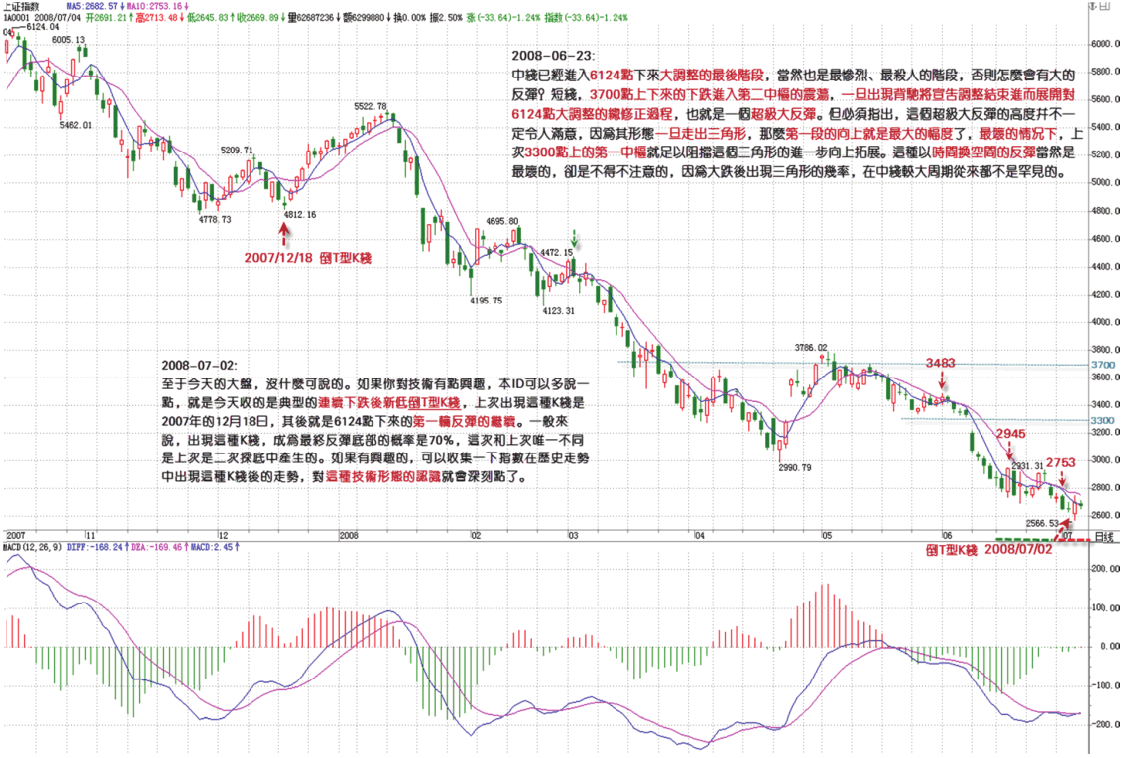 上证指数 MA5:2682.57↓MA10:2753.16↓
1A0001 2008/07/04 开2691.21↑高2713.48↓低2645.83↑收2669.89↓量62687236↓额6299880↓换0.00% 振2.50% 涨(-33.64)-1.24% 指数(-33.64)-1.24%
6124.04
6005.13
5462.01
2008-06-23:
中綫已經進入6124點下來大調整的最後階段，當然也是最慘烈、最殺人的階段，否則怎麼會有大的
反彈？短綫，3700點上下來的下跌進入第二中樞的震蕩，一旦出現背馳將宣告調整結束進而展開對
6124點大調整的總修正過程，也就是一個超級大反彈。但必須指出，這個超級大反彈的高度幷不一
定令人滿意，因爲其形態一旦走出三角形，那麼第一段的向上就是最大的幅度了，最壞的情況下，上
次3300點上的第一中樞就足以阻擋這個三角形的進一步向上拓展。這種以時間換空間的反彈當然是
最壞的，卻是不得不注意的，因爲大跌後出現三角形的幾率，在中綫較大周期從來都不是罕見的。
5522.78
5209.71
4778.73
4812.16
2007/12/18 倒T型K綫
4695.80
4472.15
4195.75
4123.31
2008-07-02:
至于今天的大盤，沒什麼可說的。如果你對技術有點興趣，本ID可以多說一
點，就是今天收的是典型的連續下跌後新低倒T型K綫，上次出現這種K綫是
2007年的12月18日，其後就是6124點下來的第一輪反彈的繼續。一般來
說，出現這種K綫，成爲最終反彈底部的概率是70%，這次和上次唯一不同
是上次是二次探底中產生的。如果有興趣的，可以收集一下指數在歷史走勢
中出現這種K綫後的走勢，對這種技術形態的認識就會深刻點了。
3786.02
3483
2990.79
2945
2931.31
2753
2566.53
倒T型K綫 2008/07/02
6000.00
5800.00
5600.00
5400.00
5200.00
5000.00
4800.00
4600.00
4400.00
4200.00
4000.00
3800.00
3700
3600.00
3400.00
3300
3200.00
3000.00
2800.00
2600.00
2007 11 12 2008 02 03 04 05 06 07 日线
MACD(12,26,9) DIFF:-168.24↑DEA:-169.46↑MACD:2.45↑
200.00
100.00
0.00
-100.00
-200.00